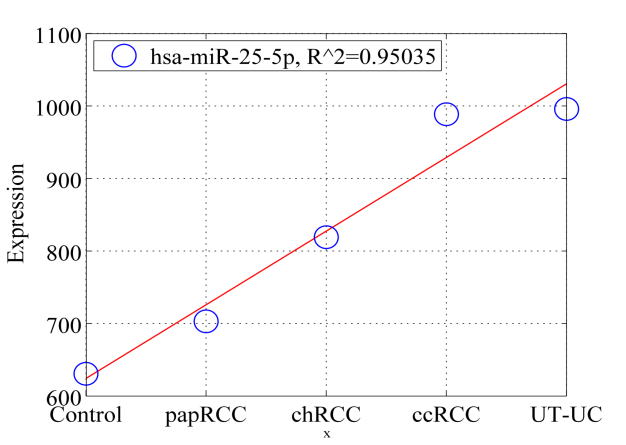 1100
hsa-miR-25-5p, R^2=0.95035
1000
900
Expression
800
700
600
Control papRCC chRCC ccRCC UT-UC
x